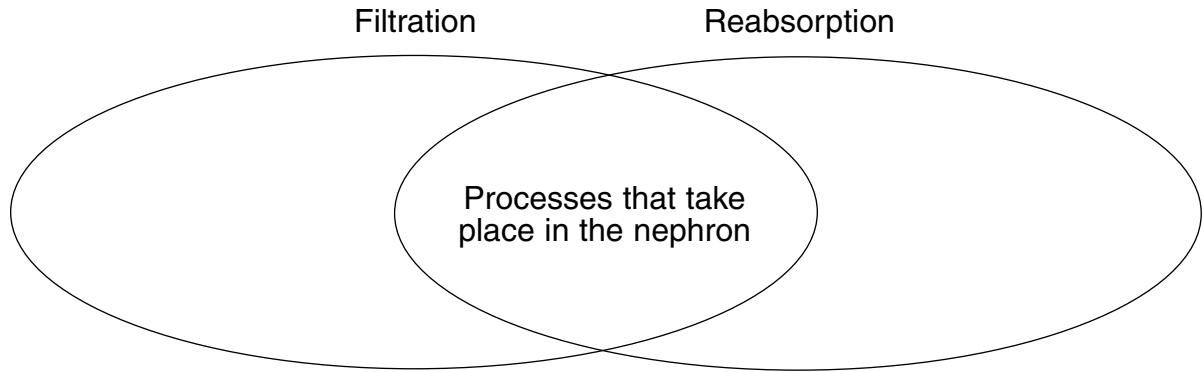 Filtration
Reabsorption
Processes that take
place in the nephron